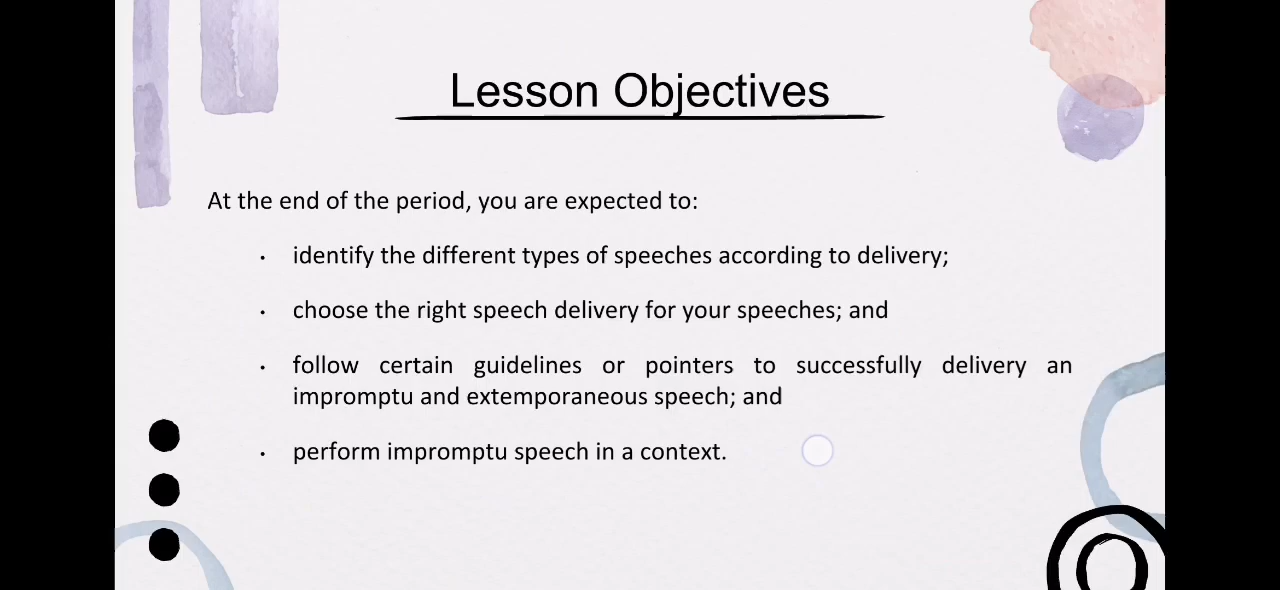 Lesson Objectives
At the end of the period, you are expected to:
• identify the different types of speeches according to delivery;
• choose the right speech delivery for your speeches; and
• follow certain guidelines or pointers to successfully delivery an
impromptu and extemporaneous speech; and
• perform impromptu speech in a context.